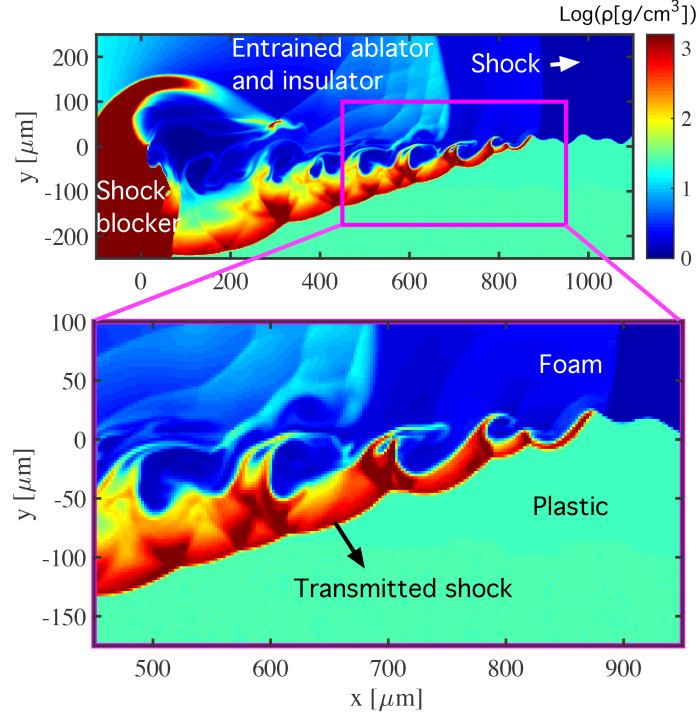 Log(ρ[g/cm³])
Entrained ablator
and insulator
Shock
Shock
blocker
y [μm]
200
100
0
-100
-200
0 200 400 600 800 1000
3
2
1
0
Foam
Plastic
Transmitted shock
y [μm]
100
50
0
-50
-100
-150
500 600 700 800 900
x [μm]